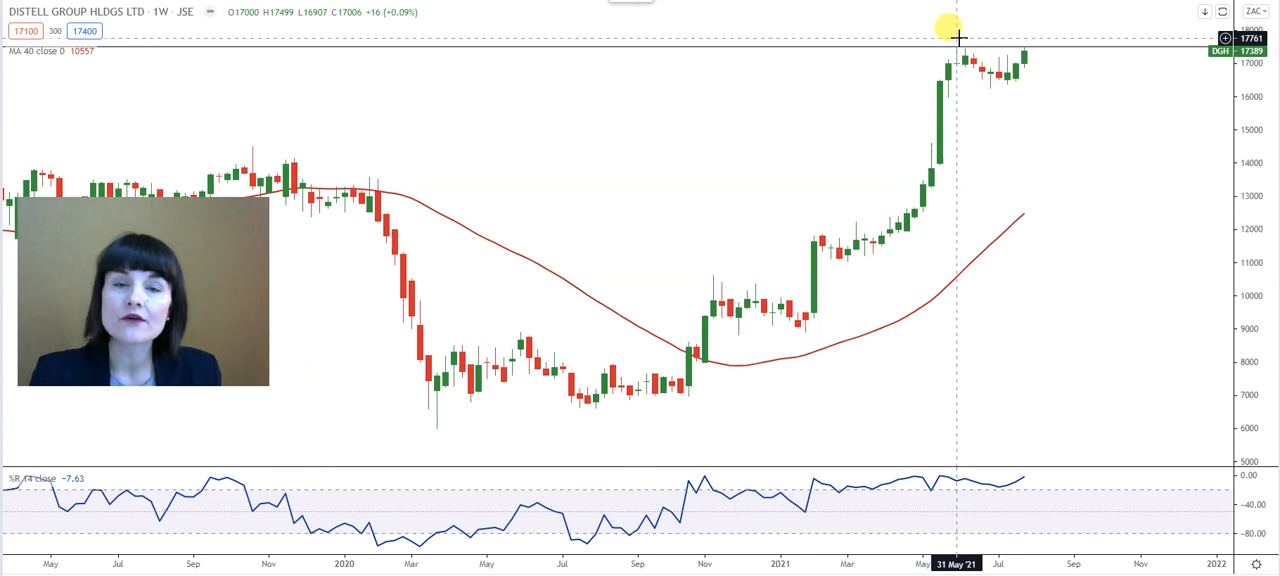 DISTELL GROUP HLDGS LTD · 1W · JSE O17000 H17499 L16907 C17006 +16 (+0.09%)
17100 300 17400
MA 40 close 0 10557
ZAC
18000
17761
DGH 17389
17000
16000
15000
14000
13000
12000
11000
10000
9000
8000
7000
6000
5000
%R 14 close -7.63
0.00
-40.00
-80.00
May Jul Sep Nov 2020 Mar May Jul Sep Nov 2021 Mar May 31 May '21 Jul Sep Nov 2022